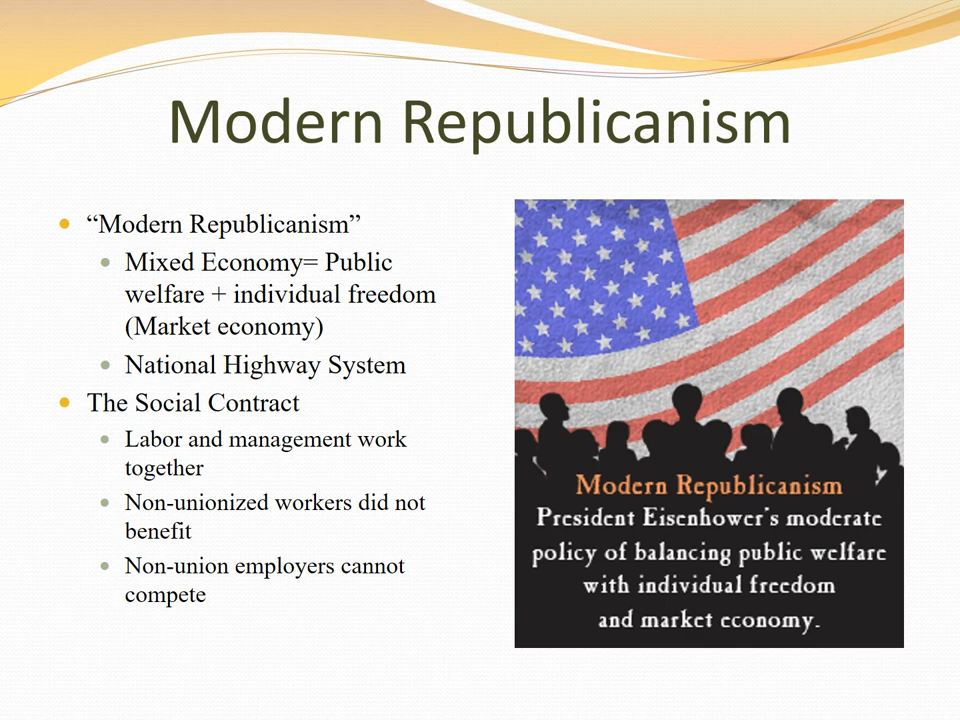 Modern Republicanism
“Modern Republicanism”
Mixed Economy= Public
welfare + individual freedom
(Market economy)
National Highway System
The Social Contract
Labor and management work
together
Non-unionized workers did not
benefit
Non-union employers cannot
compete
Modern Republicanism
President Eisenhower's moderate
policy of balancing public welfare
with individual freedom
and market economy.